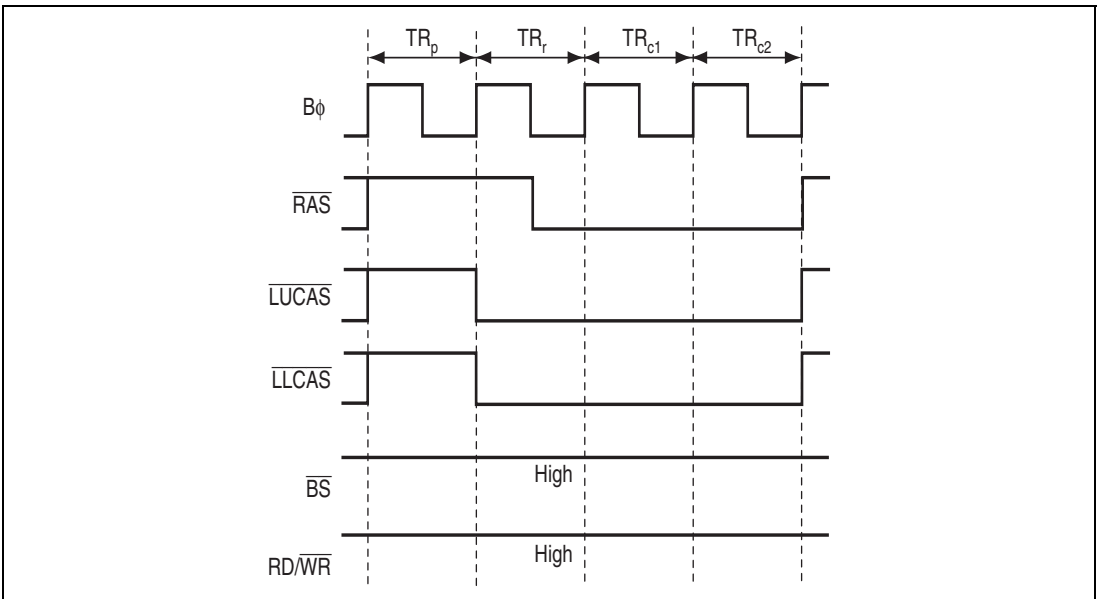 TRp TRr TRc1 TRc2
Bϕ
RAS
LUCAS
LLCAS
BS High
RD/WR High